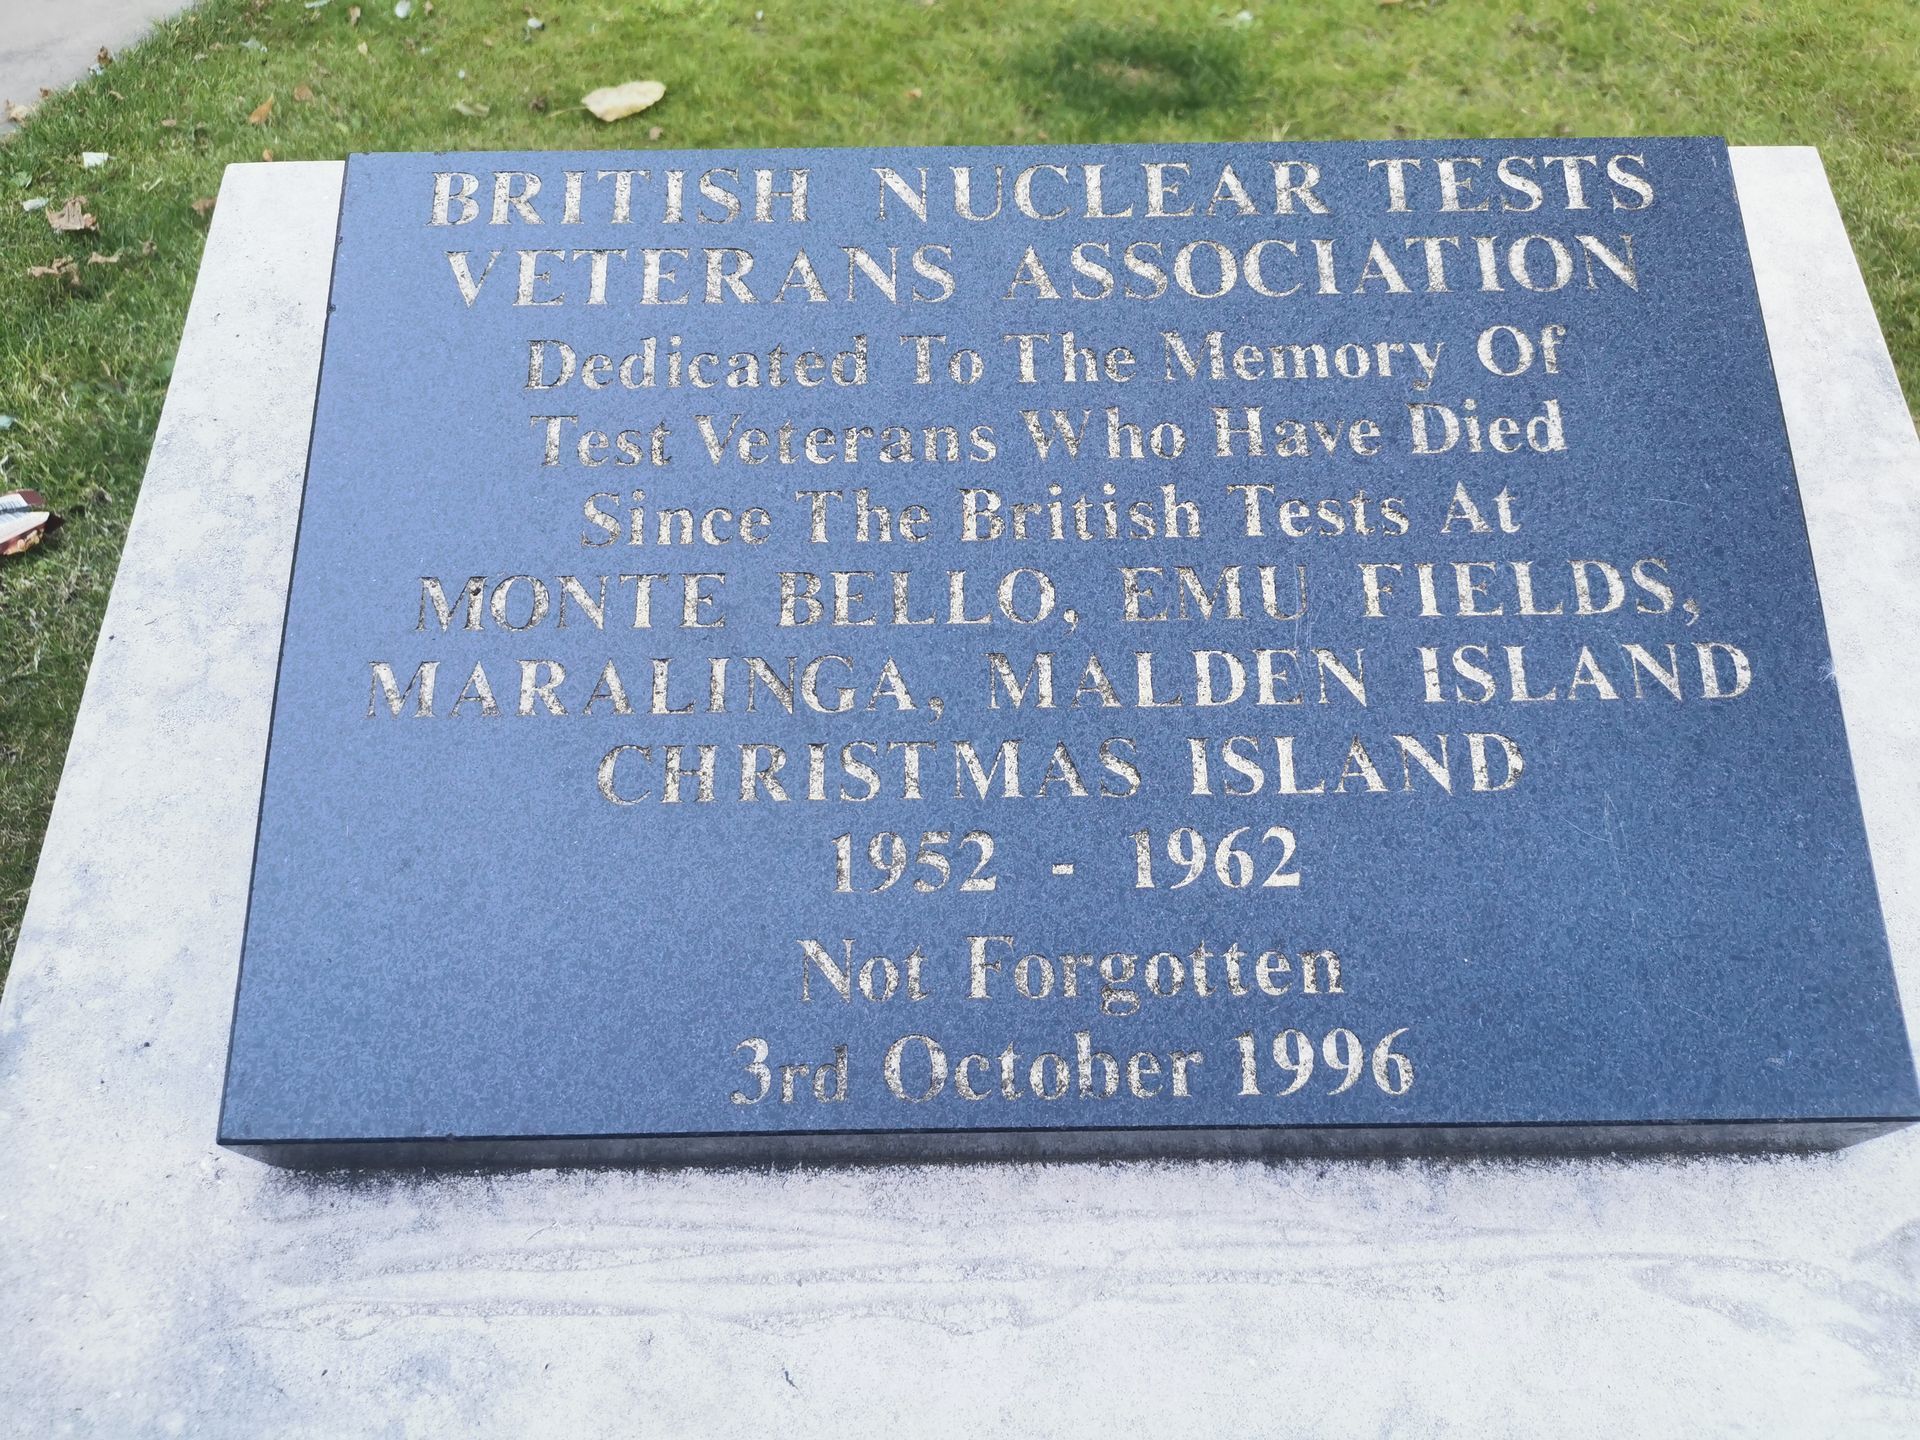 BRITISH NUCLEAR TESTS
VETERANS ASSOCIATION
Dedicated To The Memory Of
Test Veterans Who Have Died
Since The British Tests At
MONTE BELLO, EMU FIELDS,
MARALINGA, MALDEN ISLAND
CHRISTMAS ISLAND
1952 - 1962
Not Forgotten
3rd October 1996